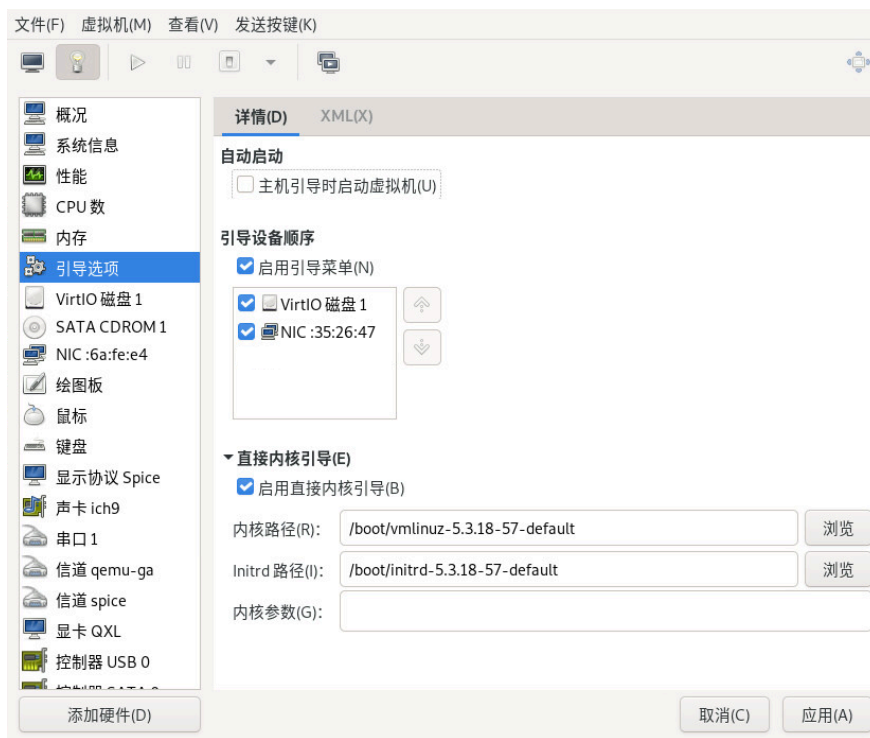 文件(F) 虚拟机(M) 查看(V) 发送按键(K)
概况
系统信息
性能
CPU 数
内存
引导选项
VirtIO 磁盘 1
SATA CDROM 1
NIC :6a:fe:e4
绘图板
鼠标
键盘
显示协议 Spice
声卡 ich9
串口 1
信道 qemu-ga
信道 spice
显卡 QXL
控制器 USB 0
控制器 SATA 0
添加硬件(D)
详情(D) XML(X)
自动启动
主机引导时启动虚拟机(U)
引导设备顺序
启用引导菜单(N)
VirtIO 磁盘 1
NIC :35:26:47
直接内核引导(E)
启用直接内核引导(B)
内核路径(R): /boot/vmlinuz-5.3.18-57-default 浏览
Initrd 路径(I): /boot/initrd-5.3.18-57-default 浏览
内核参数(G):
取消(C) 应用(A)